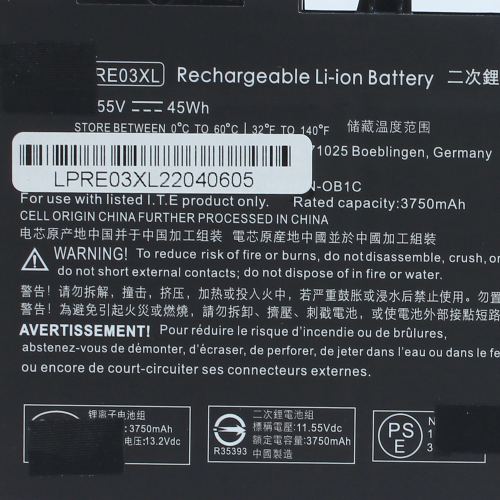 RE03XL Rechargeable Li-ion Battery 二次鋰
55V ⎓ 45Wh
STORE BETWEEN 0°C TO 60°C | 32°F TO 140°F 储藏温度范围
71025 Boeblingen, Germany
LPRE03XL22040605
N-OB1C
For use with listed I.T.E product only. Rated capacity:3750mAh
CELL ORIGIN CHINA FURTHER PROCESSED IN CHINA
电芯原产地中国并于中国加工组装 電芯原産地中國並於中國加工組裝
WARNING! To reduce risk of fire or burns, do not disassemble, crush, or
do not short external contacts; do not dispose of in fire or water.
警告! 请勿拆解，撞击，挤压，加热或投入火中，若严重鼓胀或浸水后禁止使用。勿置
警告! 為避免引起火災或燃燒，請勿拆卸、擠壓、刺戳電池，或使電池外部接點短路
AVERTISSEMENT! Pour réduire le risque d'incendie ou de brûlures,
abstenez-vous de démonter, d'écraser, de perforer, de jeter dans l'eau ou dans le fe
ou encore de court-circuiter ses connecteurs externes.
锂离子电池组
3750mAh
电压:13.2Vdc
二次鋰電池組
標稱電壓:11.55Vdc
額定電容量:3750mAh
中國製造
R35393
PS
E
N
1
3